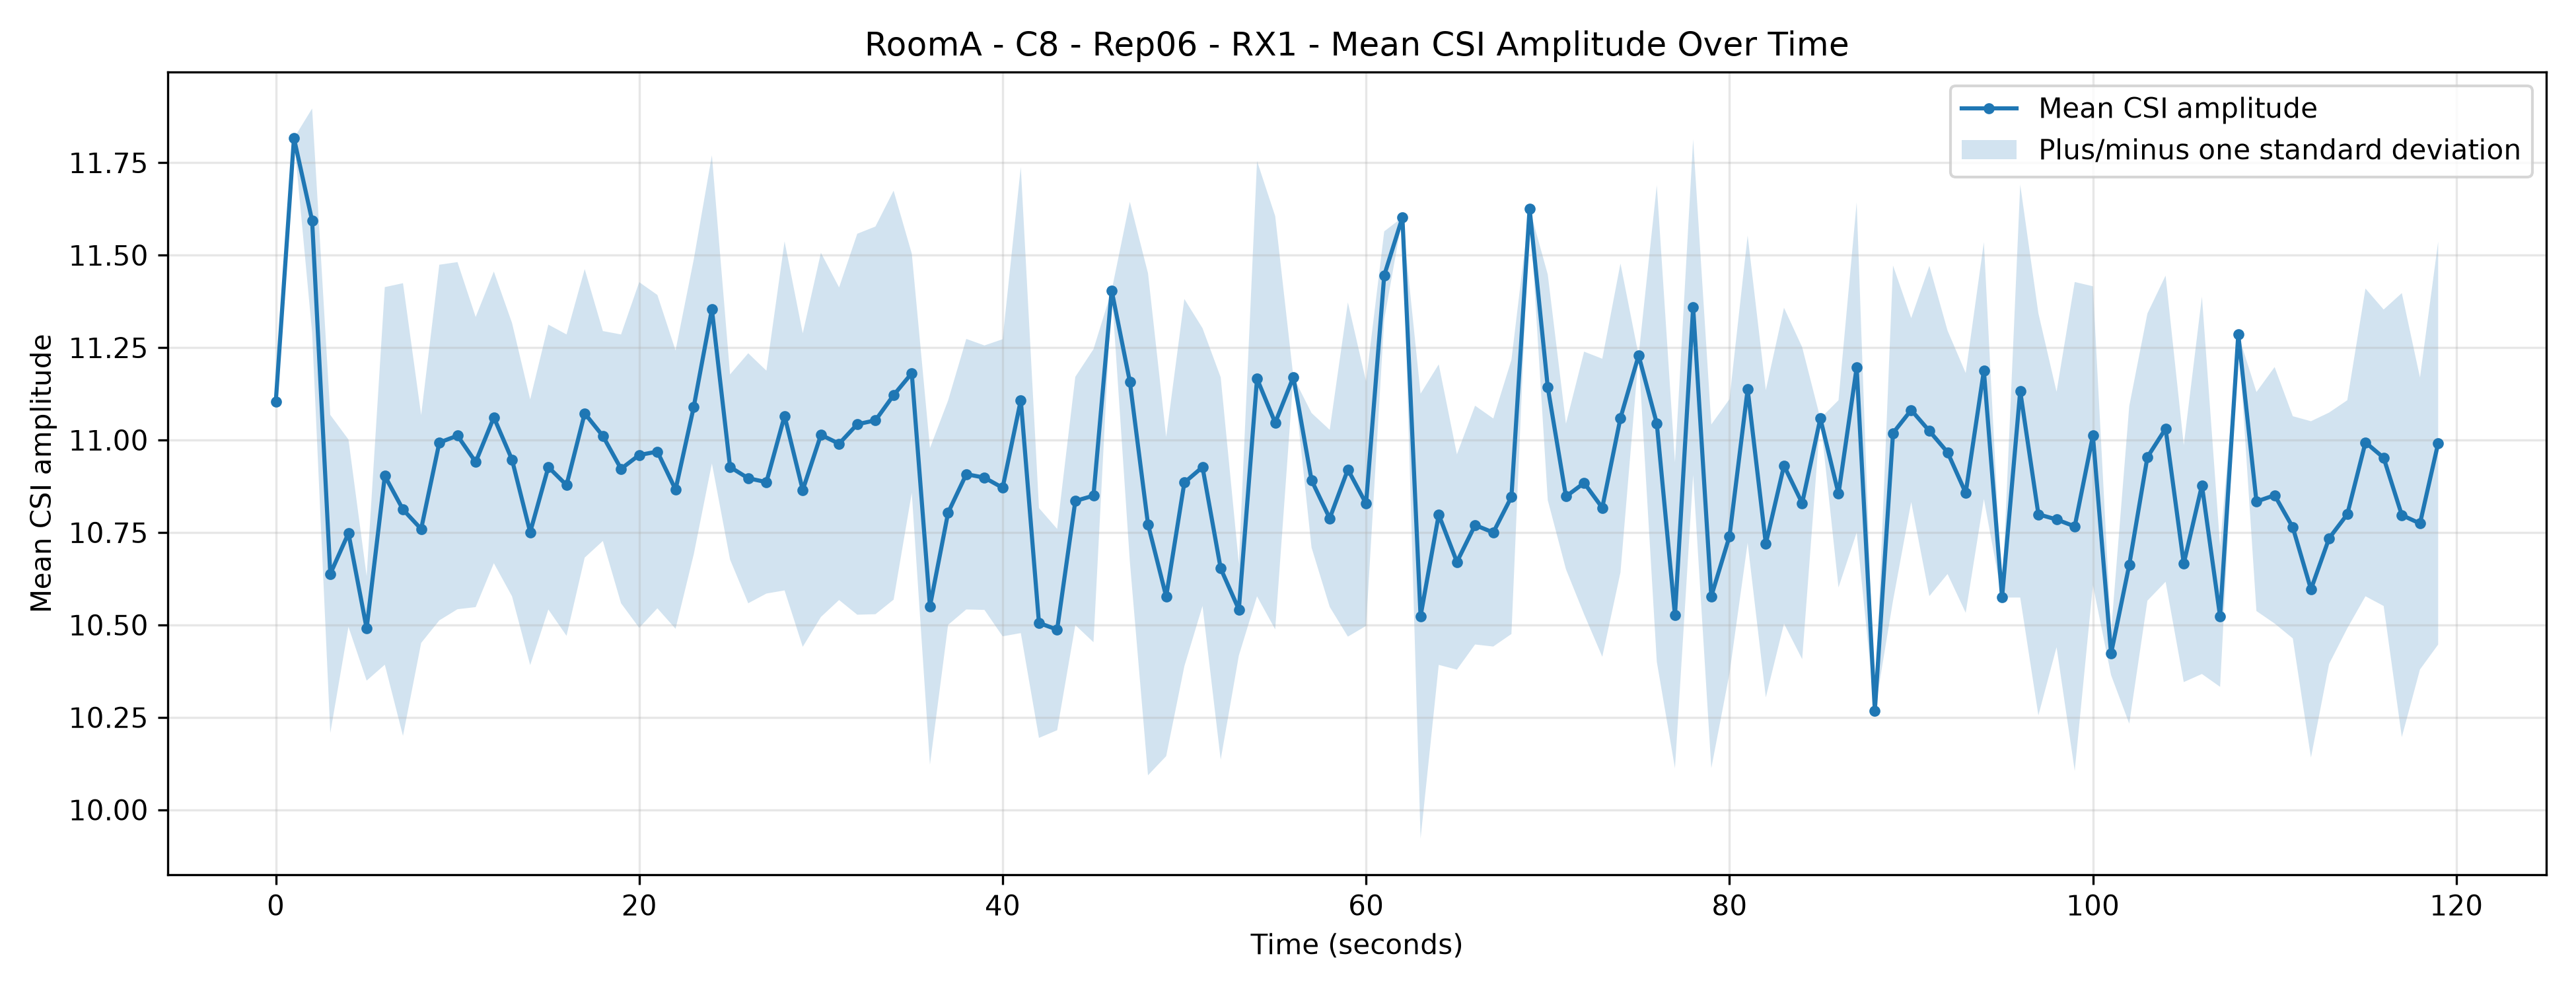 RoomA - C8 - Rep06 - RX1 - Mean CSI Amplitude Over Time
Mean CSI amplitude
Plus/minus one standard deviation
Mean CSI amplitude
11.75
11.50
11.25
11.00
10.75
10.50
10.25
10.00
0 20 40 60 80 100 120
Time (seconds)